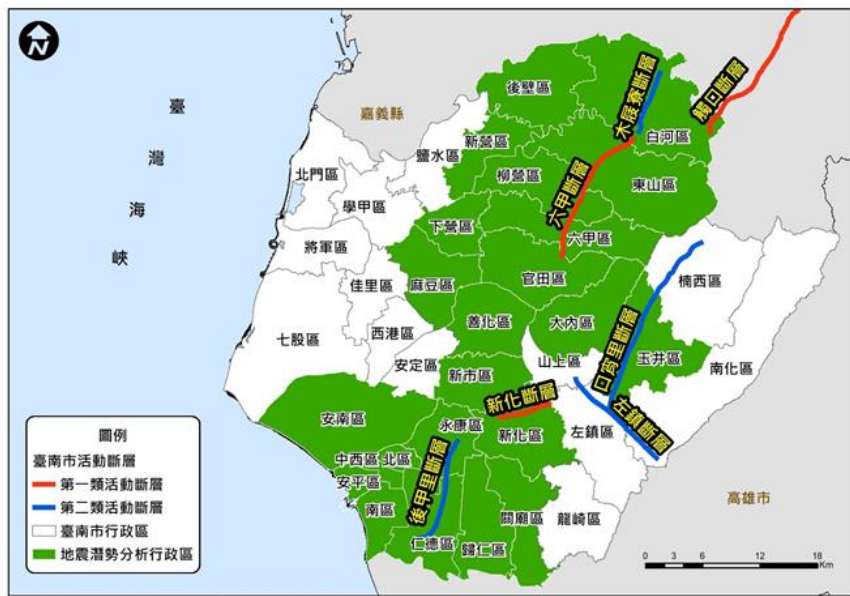 N
臺灣海峽
嘉義縣
高雄市
後壁區
白河區
新營區
鹽水區
柳營區
東山區
北門區
學甲區
下營區
六甲區
將軍區
佳里區
麻豆區
官田區
楠西區
七股區
西港區
善化區
大內區
玉井區
南化區
安定區
山上區
新市區
安南區
永康區
新化區
左鎮區
中西區
北區
安平區
南區
仁德區
歸仁區
關廟區
龍崎區
木屐寮斷層
觸口斷層
六甲斷層
口宵里斷層
左鎮斷層
新化斷層
後甲里斷層
圖例
臺南市活動斷層
第一類活動斷層
第二類活動斷層
臺南市行政區
地震潛勢分析行政區
0 3 6 12 18
Km